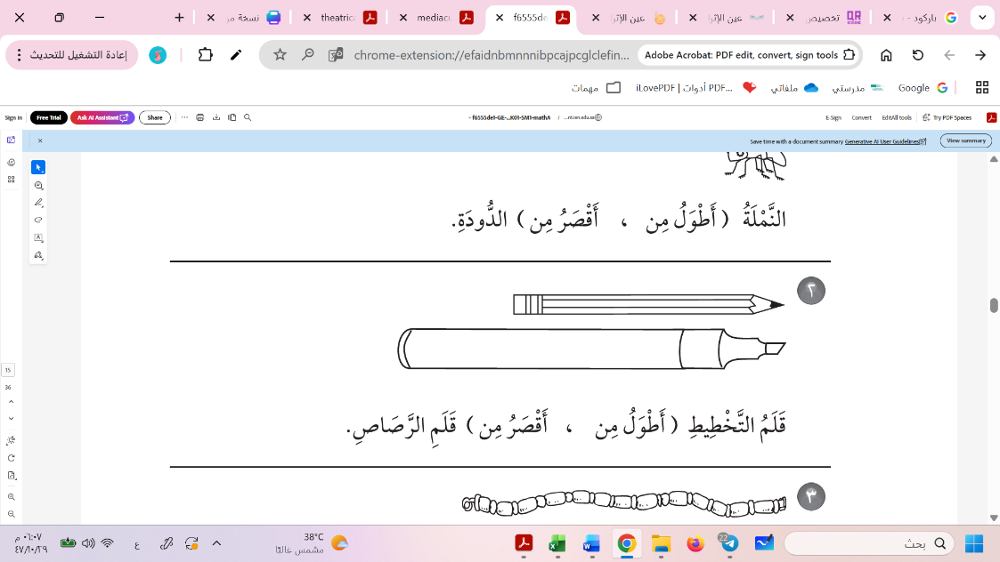 باركود -
تخصيص
عين الإثرا
عين الإثرا
f6555de
mediacu
theatric
نسخة مر
إعادة التشغيل للتحديث
chrome-extension://efaidnbmnnnibpcajpcglclefin...
Adobe Acrobat: PDF edit, convert, sign tools
Google
مدرستي
ملفاتي
iLovePDF | أدوات PDF...
مهمات
Sign in
Free Trial
Ask AI Assistant
Share
f6555de1-GE-...K01-SM1-mathA
/ ...nt.ien.edu.sa
E-Sign
Convert
Edit
All tools
Try PDF Spaces
Save time with a document summary Generative AI User Guidelines
View summary
النَّمْلَةُ ( أَطْوَلُ مِن ، أَقْصَرُ مِن ) الدُّودَةِ.
٢
قَلَمُ التَّخْطِيطِ ( أَطْوَلُ مِن ، أَقْصَرُ مِن ) قَلَمِ الرَّصَاصِ.
٣
15
36
بحث
22
38°C
مشمس غالبًا
ع
٠٦:٠٧ م
٤٧/١٠/٢٩